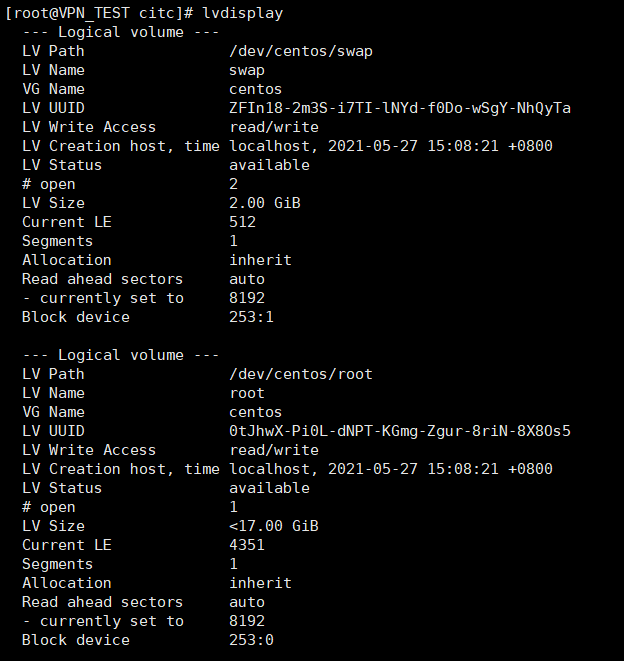 [root@VPN_TEST citc]# lvdisplay
  --- Logical volume ---
  LV Path                /dev/centos/swap
  LV Name                swap
  VG Name                centos
  LV UUID                ZFIn18-2m3S-i7TI-lNYd-f0Do-wSgY-NhQyTa
  LV Write Access        read/write
  LV Creation host, time localhost, 2021-05-27 15:08:21 +0800
  LV Status              available
  # open                 2
  LV Size                2.00 GiB
  Current LE             512
  Segments               1
  Allocation             inherit
  Read ahead sectors     auto
  - currently set to     8192
  Block device           253:1

  --- Logical volume ---
  LV Path                /dev/centos/root
  LV Name                root
  VG Name                centos
  LV UUID                0tJhwX-Pi0L-dNPT-KGmg-Zgur-8riN-8X8Os5
  LV Write Access        read/write
  LV Creation host, time localhost, 2021-05-27 15:08:21 +0800
  LV Status              available
  # open                 1
  LV Size                <17.00 GiB
  Current LE             4351
  Segments               1
  Allocation             inherit
  Read ahead sectors     auto
  - currently set to     8192
  Block device           253:0